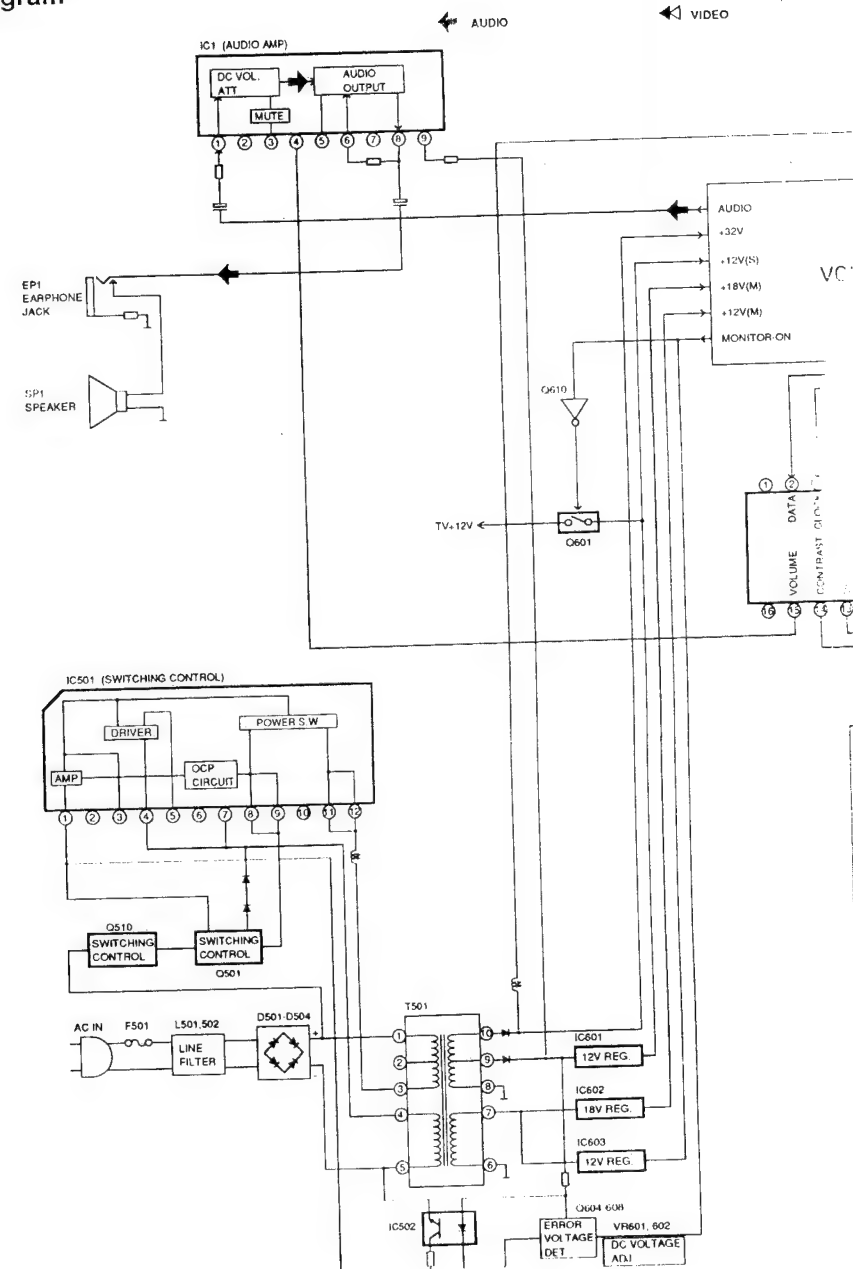 gram
AUDIO
VIDEO
IC1 (AUDIO AMP)
DC VOL.
ATT
AUDIO
OUTPUT
MUTE
1 2 3 4 5 6 7 8 9
AUDIO
+32V
+12V(S)
+18V(M)
+12V(M)
MONITOR-ON
EP1
EARPHONE
JACK
SP1
SPEAKER
Q610
TV+12V
Q601
1 2
DATA
VOLUME
CONTRAST
16 15 14
IC501 (SWITCHING CONTROL)
DRIVER
POWER S.W
AMP
OCP
CIRCUIT
1 2 3 4 5 6 7 8 9 10 11 12
Q510
SWITCHING
CONTROL
SWITCHING
CONTROL
Q501
AC IN
F501
L501,502
LINE
FILTER
D501-D504
+
T501
1
2
3
4
5
10
9
8
7
6
IC601
12V REG.
IC602
18V REG.
IC603
12V REG.
IC502
Q604 608
ERROR
VOLTAGE
DET
VR601, 602
DC VOLTAGE
ADJ